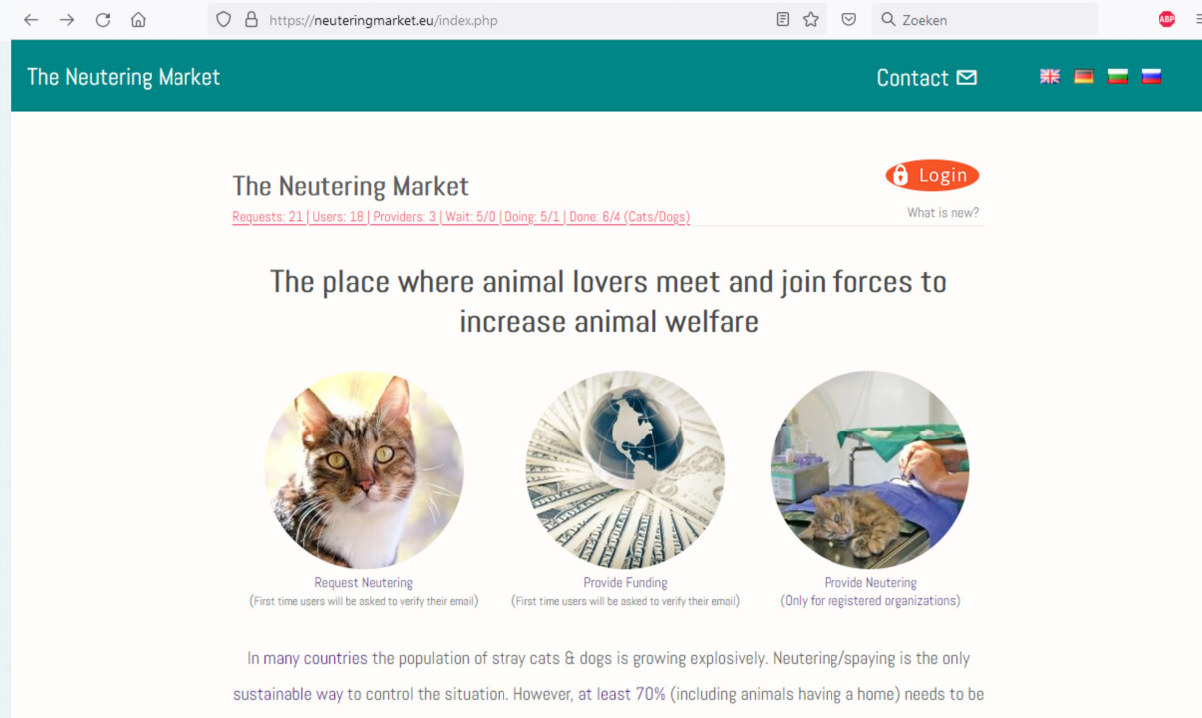 https://neuteringmarket.eu/index.php
Zoeken
ABP
The Neutering Market
Contact
The Neutering Market
Login
Requests: 21 | Users: 18 | Providers: 3 | Wait: 5/0 | Doing: 5/1 | Done: 6/4 (Cats/Dogs)
What is new?
The place where animal lovers meet and join forces to
increase animal welfare
Request Neutering
(First time users will be asked to verify their email)
Provide Funding
(First time users will be asked to verify their email)
Provide Neutering
(Only for registered organizations)
In many countries the population of stray cats & dogs is growing explosively. Neutering/spaying is the only
sustainable way to control the situation. However, at least 70% (including animals having a home) needs to be